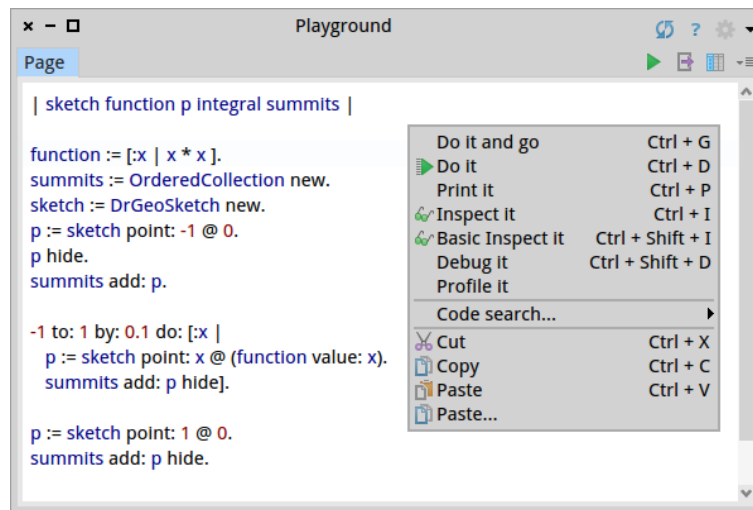 Playground
?
Page
| sketch function p integral summits |
function := [:x | x * x ].
summits := OrderedCollection new.
sketch := DrGeoSketch new.
p := sketch point: -1 @ 0.
p hide.
summits add: p.
-1 to: 1 by: 0.1 do: [:x |
p := sketch point: x @ (function value: x).
summits add: p hide].
p := sketch point: 1 @ 0.
summits add: p hide.
Do it and go Ctrl + G
Do it Ctrl + D
Print it Ctrl + P
Inspect it Ctrl + I
Basic Inspect it Ctrl + Shift + I
Debug it Ctrl + Shift + D
Profile it
Code search...
Cut Ctrl + X
Copy Ctrl + C
Paste Ctrl + V
Paste...